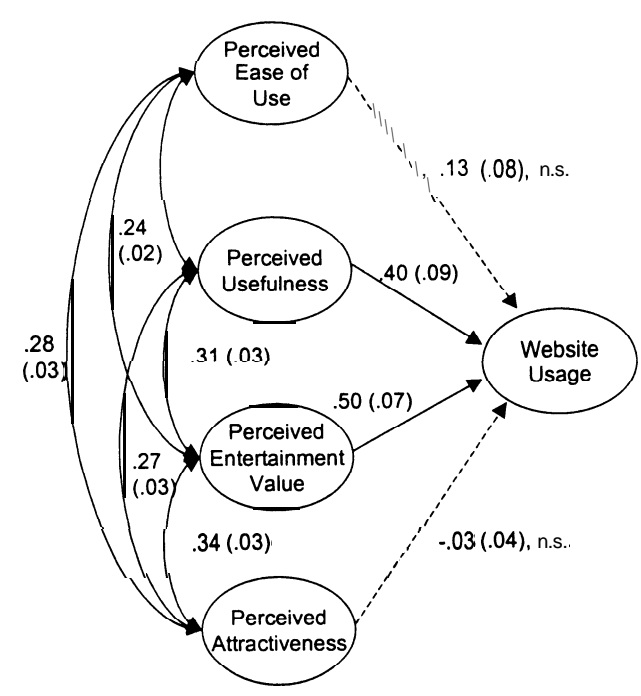 Perceived
Ease of
Use
.13 (.08), n.s.
.24
(.02)
Perceived
Usefulness
.40 (.09)
.28
(.03)
.31 (.03)
Website
Usage
.50 (.07)
Perceived
Entertainment
Value
.27
(.03)
.34 (.03)
-.03 (.04), n.s.
Perceived
Attractiveness